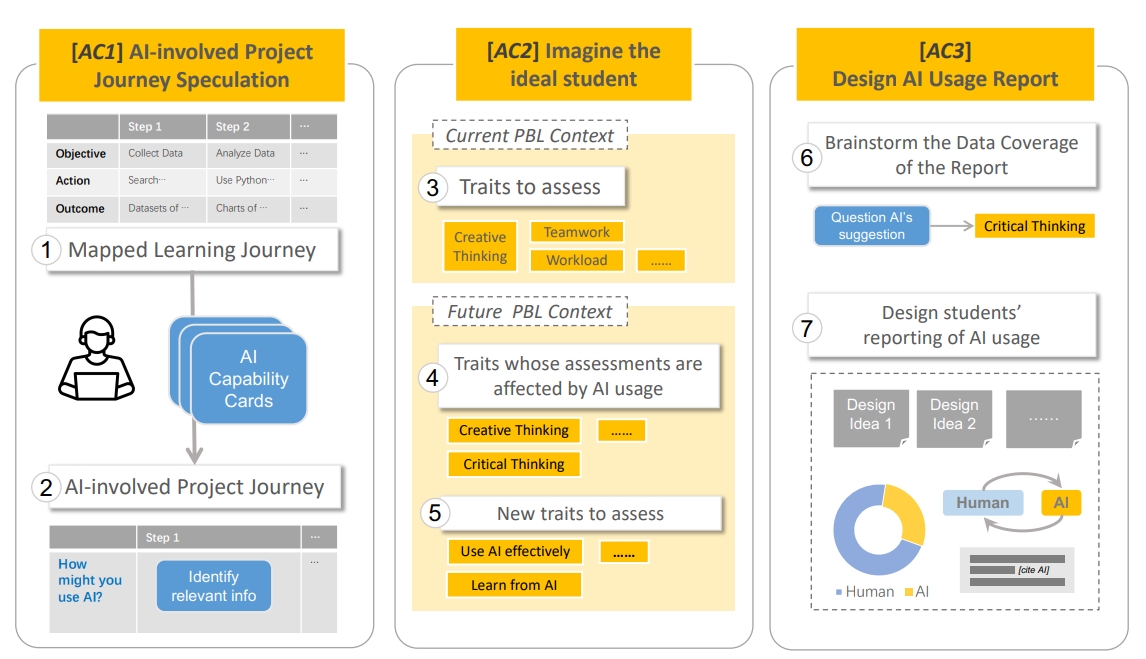 [AC1] AI-involved Project
Journey Speculation
Step 1 Step 2 ...
Objective Collect Data Analyze Data ...
Action Search... Use Python... ...
Outcome Datasets of ... Charts of ... ...
1 Mapped Learning Journey
AI
Capability
Cards
2 AI-involved Project Journey
Step 1 ...
How
might you
use AI?
Identify
relevant info
...
[AC2] Imagine the
ideal student
Current PBL Context
3 Traits to assess
Creative
Thinking
Teamwork
Workload
......
Future PBL Context
4 Traits whose assessments are
affected by AI usage
Creative Thinking ......
Critical Thinking
5 New traits to assess
Use AI effectively ......
Learn from AI
[AC3]
Design AI Usage Report
6 Brainstorm the Data Coverage
of the Report
Question AI's
suggestion
Critical Thinking
7 Design students'
reporting of AI usage
Design
Idea 1
Design
Idea 2
......
Human AI
[cite AI]
Human AI